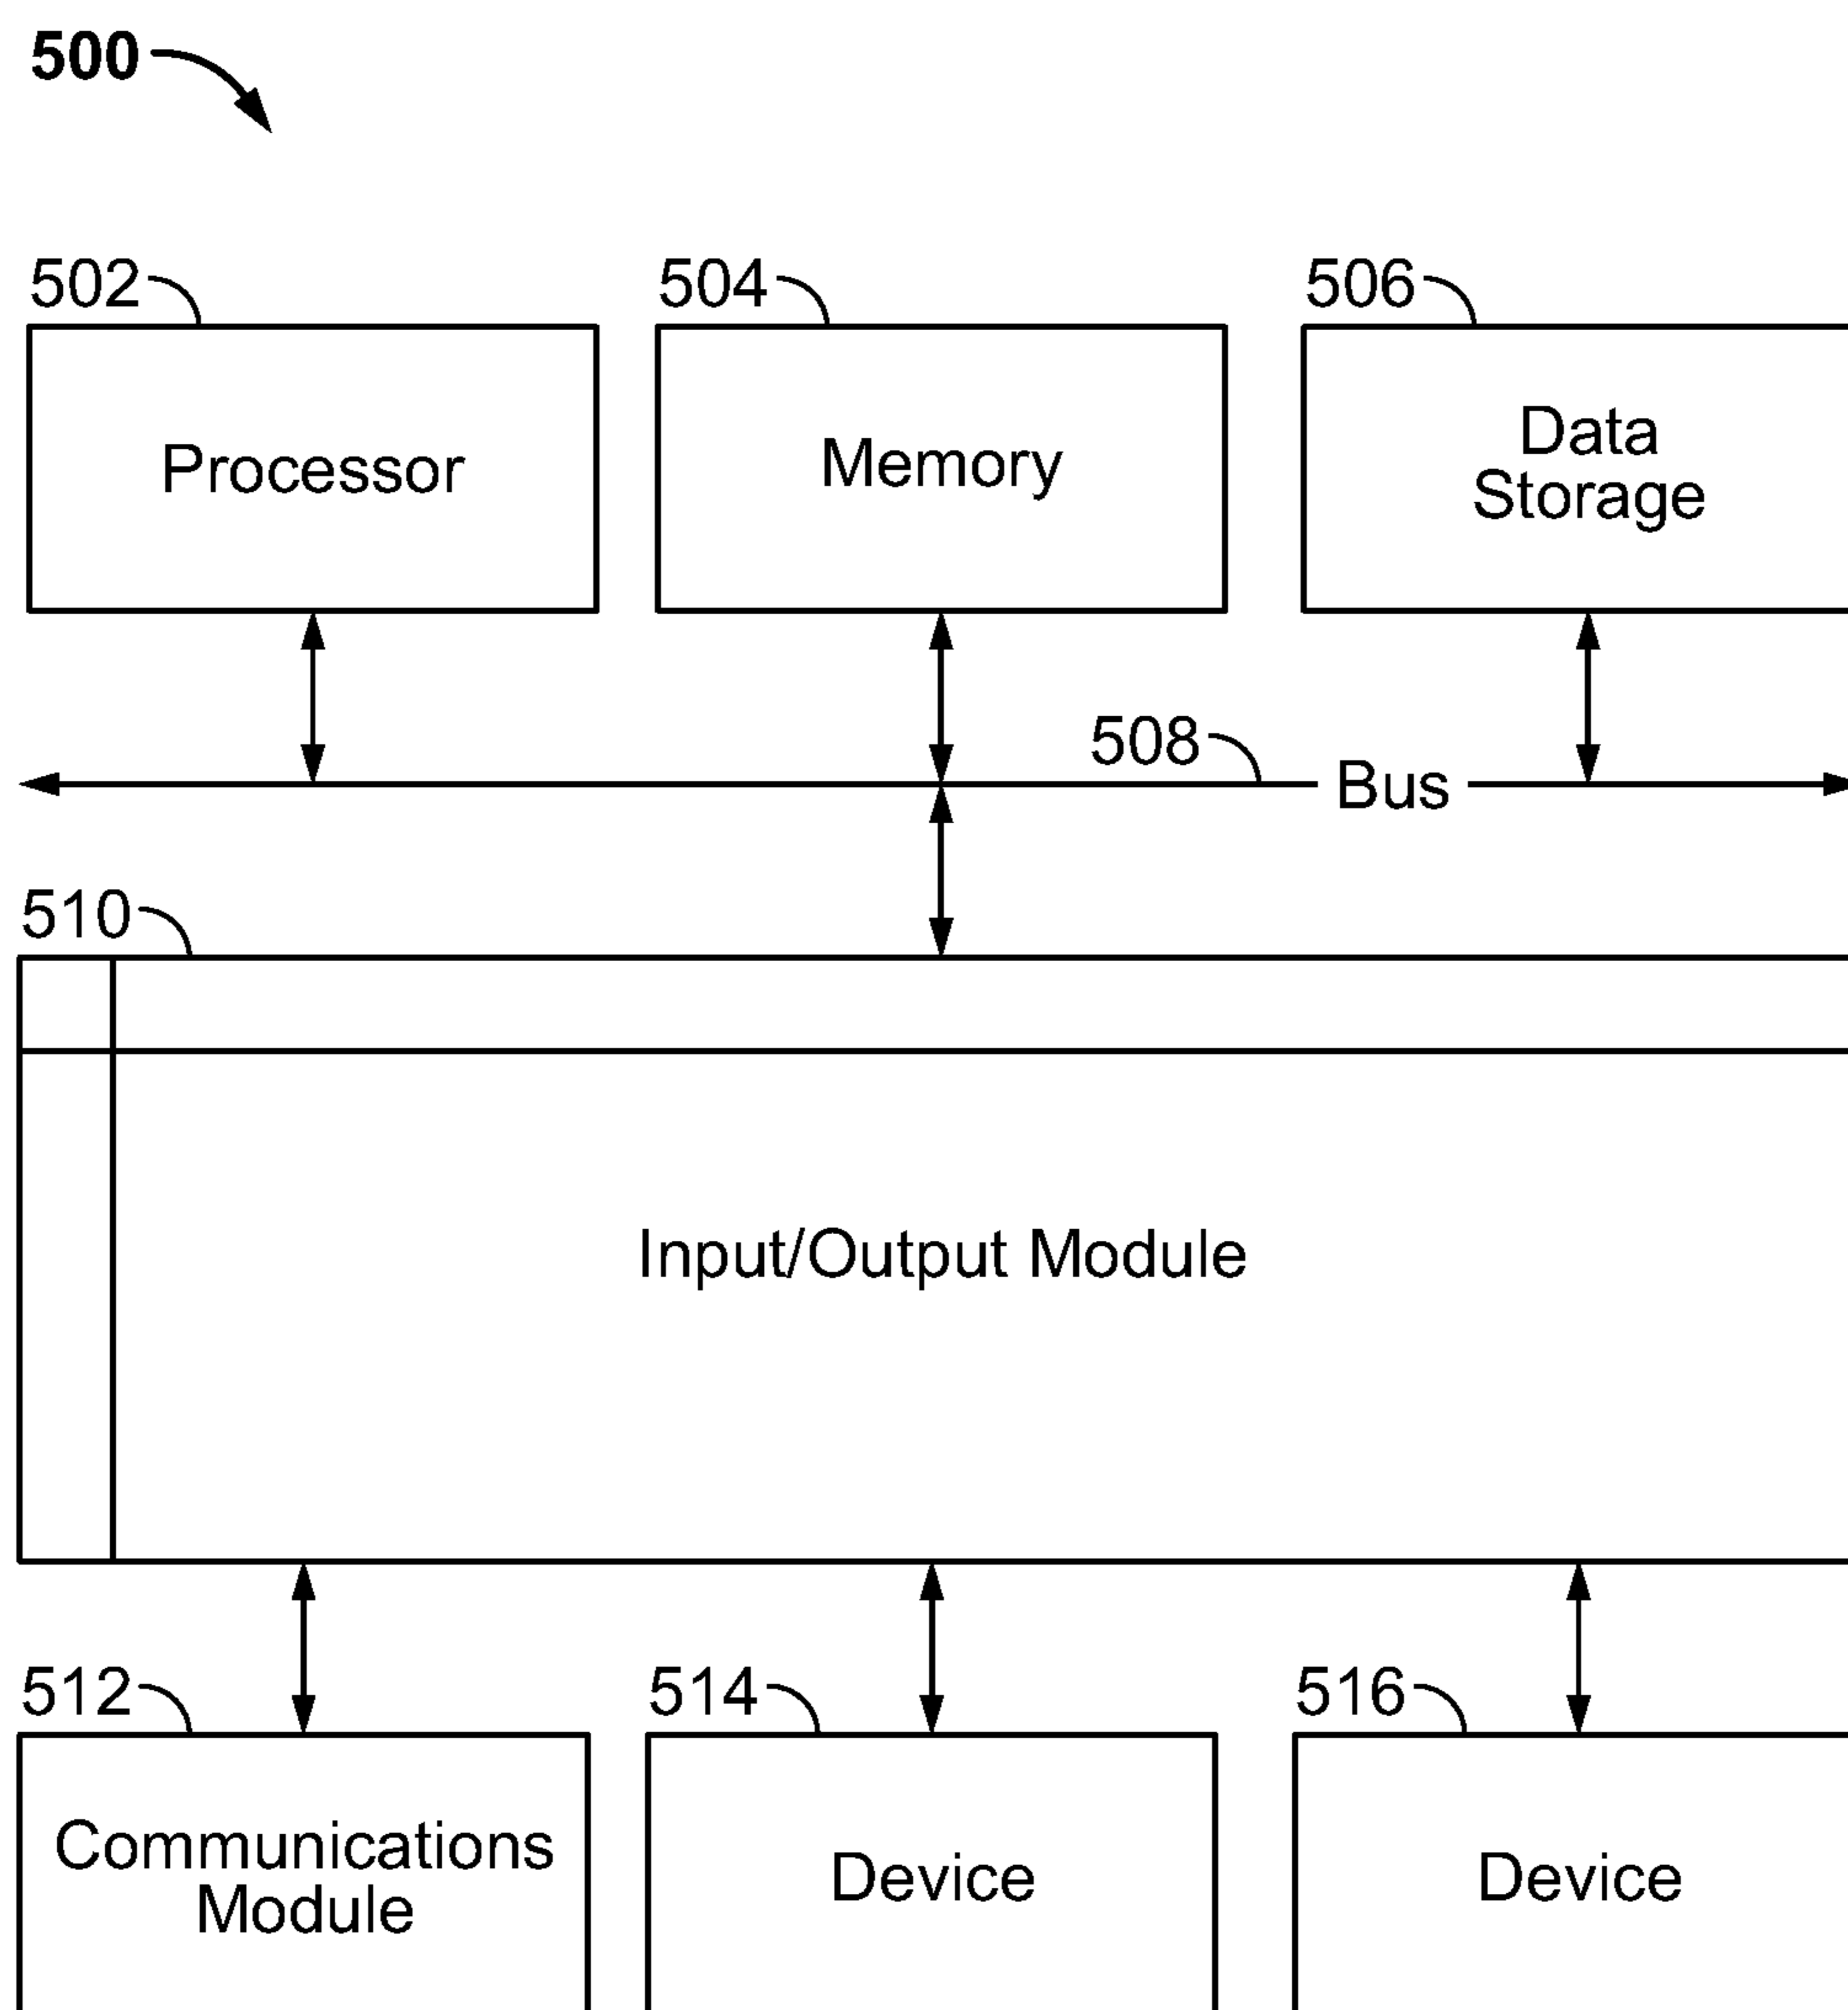 500
502
504
506
Processor
Memory
Data
Storage
508
Bus
510
Input/Output Module
512
514
516
Communications
Module
Device
Device